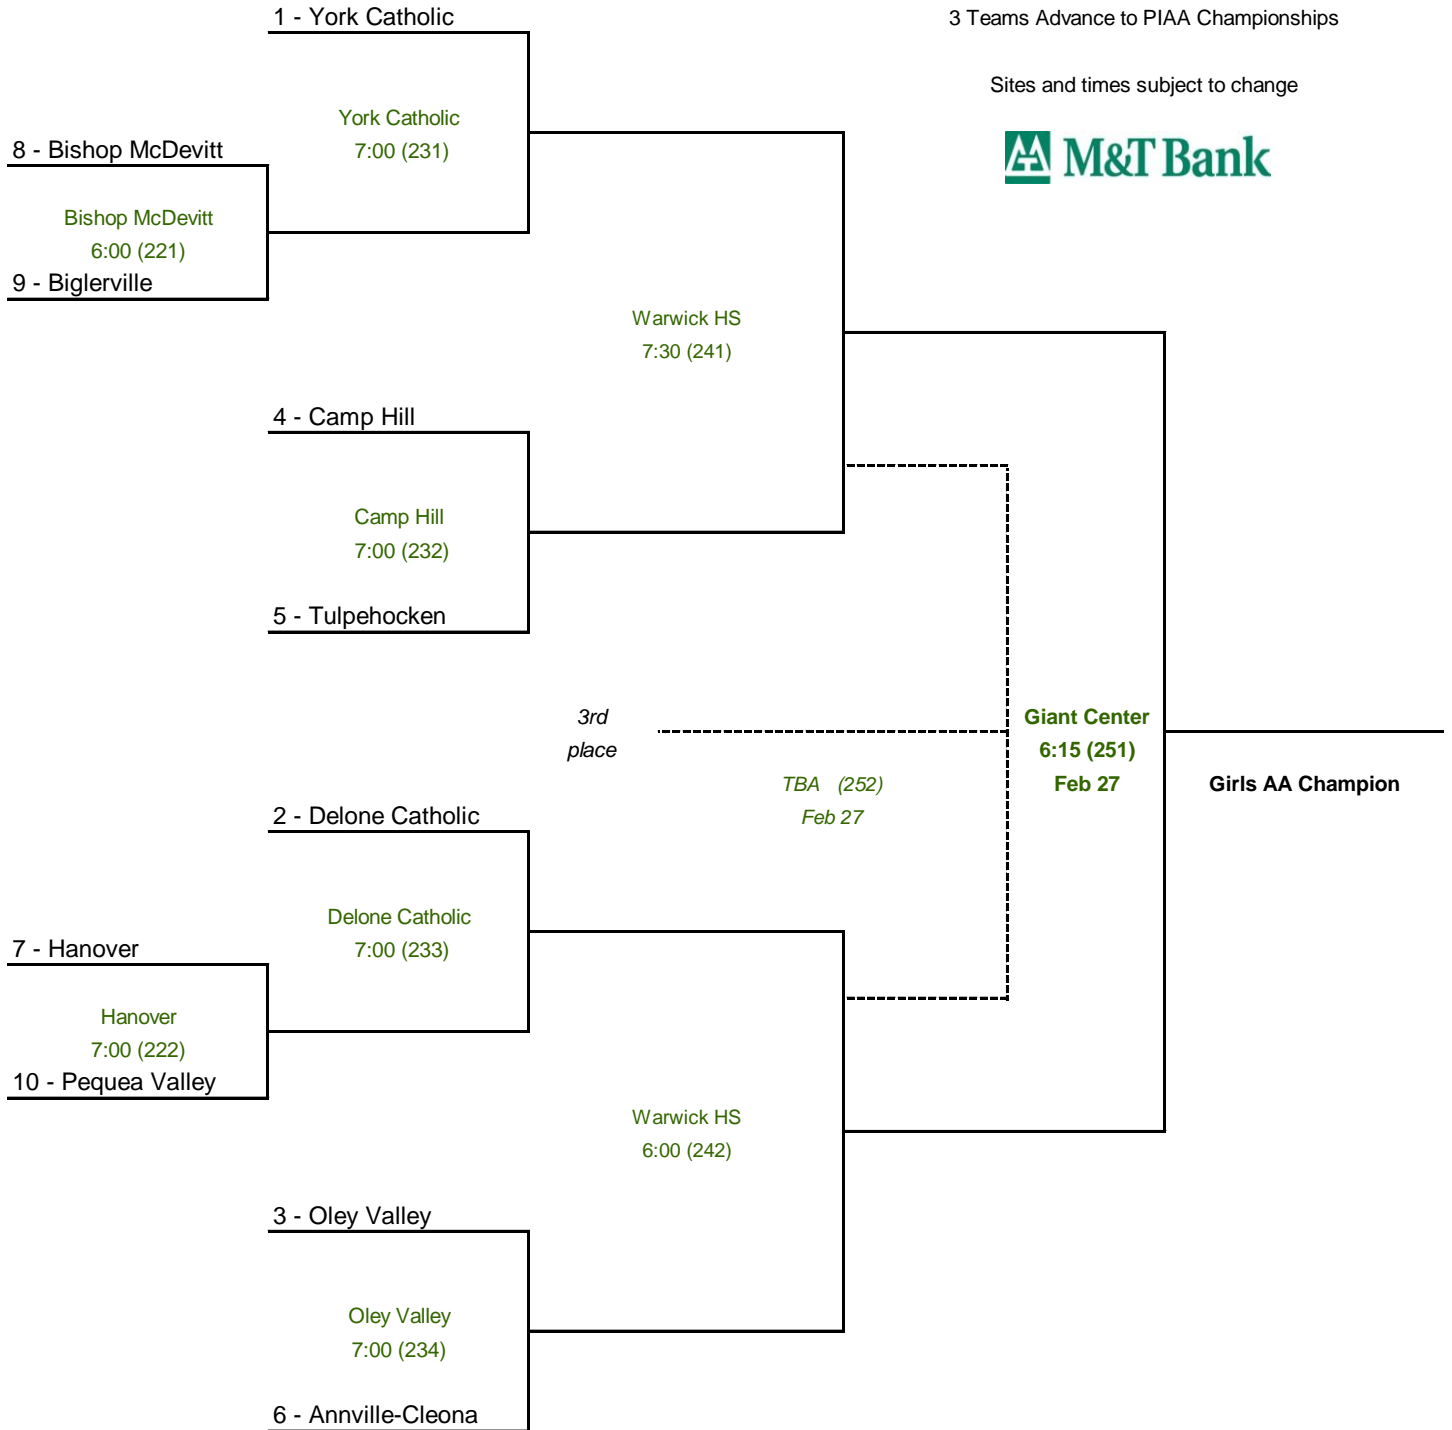 1 - York Catholic
3 Teams Advance to PIAA Championships
Sites and times subject to change
M&T Bank
York Catholic
7:00 (231)
8 - Bishop McDevitt
Bishop McDevitt
6:00 (221)
9 - Biglerville
Warwick HS
7:30 (241)
4 - Camp Hill
Camp Hill
7:00 (232)
5 - Tulpehocken
3rd
place
Giant Center
6:15 (251)
Feb 27
TBA (252)
Feb 27
Girls AA Champion
2 - Delone Catholic
Delone Catholic
7:00 (233)
7 - Hanover
Hanover
7:00 (222)
10 - Pequea Valley
Warwick HS
6:00 (242)
3 - Oley Valley
Oley Valley
7:00 (234)
6 - Annville-Cleona